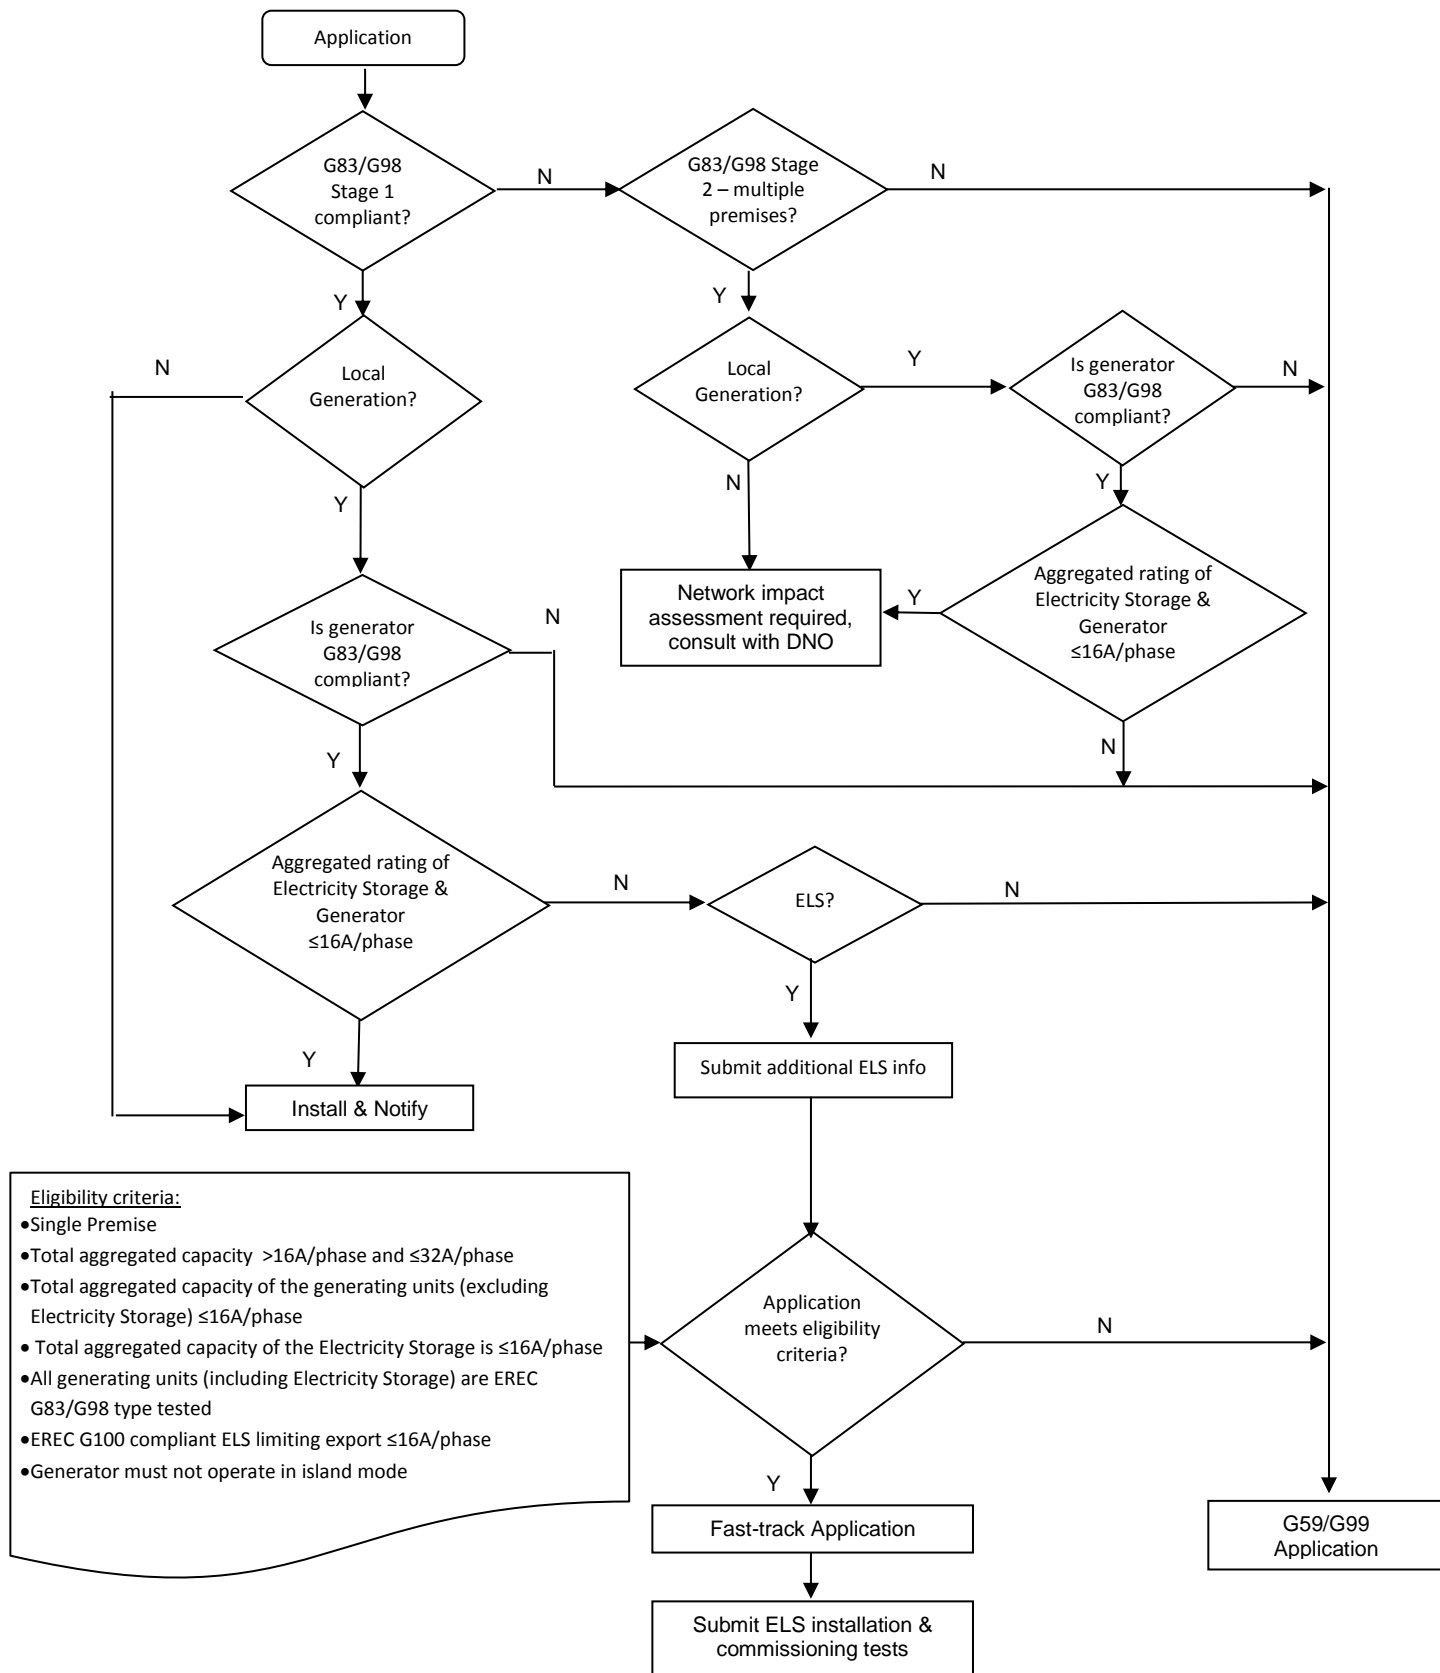 Application
G83/G98
Stage 1
compliant?
N
G83/G98 Stage
2 – multiple
premises?
N
Y
Y
N
Local
Generation?
Local
Generation?
Y
Is generator
G83/G98
compliant?
N
Y
N
Y
Network impact
assessment required,
consult with DNO
Y
Aggregated rating of
Electricity Storage &
Generator
≤16A/phase
Is generator
G83/G98
compliant?
N
Y
N
Aggregated rating of
Electricity Storage &
Generator
≤16A/phase
N
ELS?
N
Y
Y
Submit additional ELS info
Install & Notify
Eligibility criteria:
•Single Premise
•Total aggregated capacity >16A/phase and ≤32A/phase
•Total aggregated capacity of the generating units (excluding
Electricity Storage) ≤16A/phase
• Total aggregated capacity of the Electricity Storage is ≤16A/phase
•All generating units (including Electricity Storage) are EREC
G83/G98 type tested
•EREC G100 compliant ELS limiting export ≤16A/phase
•Generator must not operate in island mode
Application
meets eligibility
criteria?
N
Y
Fast-track Application
G59/G99
Application
Submit ELS installation &
commissioning tests